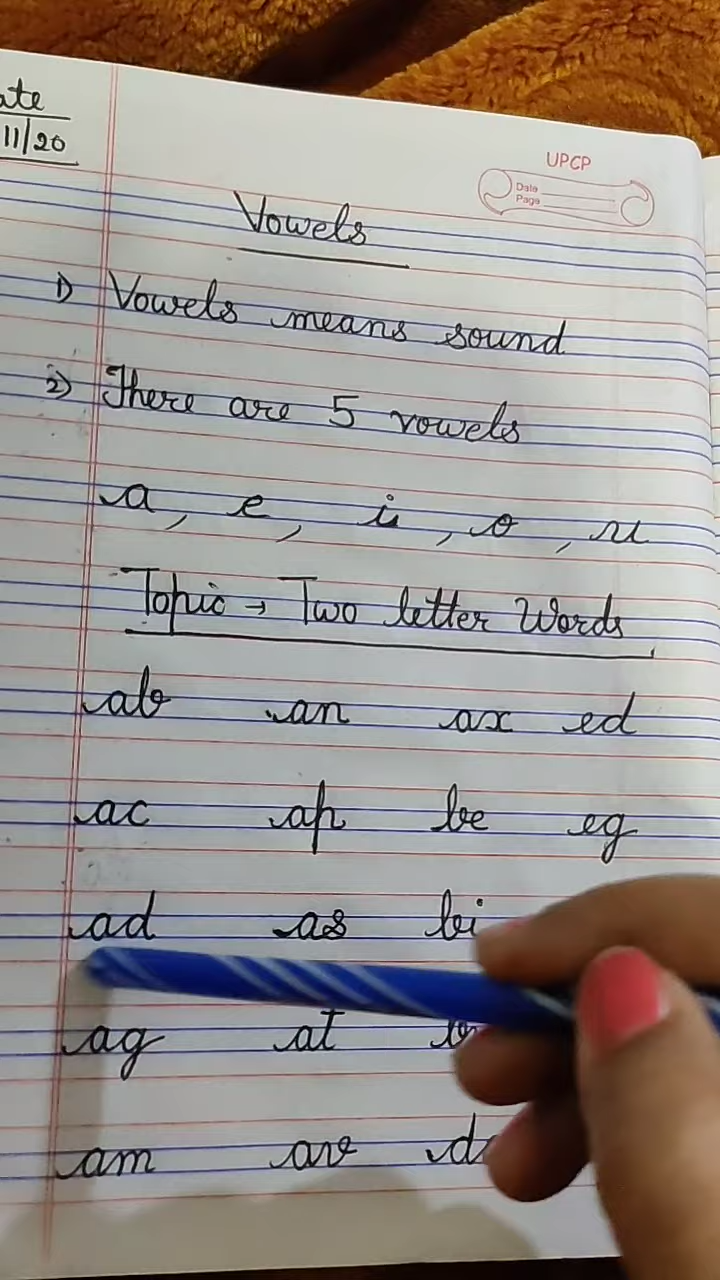 ate
11/20
UPCP
Date
Page
Vowels
1) Vowels means sound
2) There are 5 vowels
a, e, i, o, u
Topic → Two letter Words
ab an ax ed
ac ap be eg
ad as bi
ag at
am av